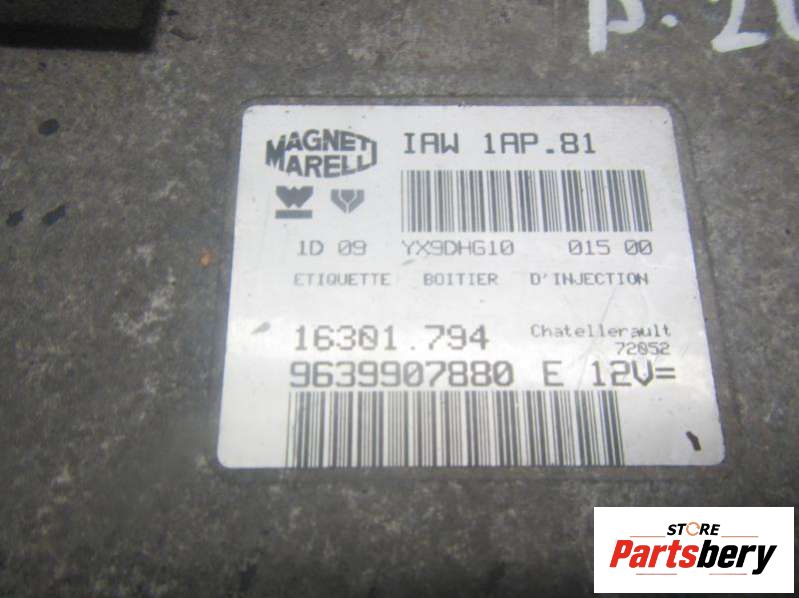 MAGNETI
MARELLI
IAW 1AP.81
1D 09 YX9DHG10 015 00
ETIQUETTE BOITIER D'INJECTION
16301.794 Chatellerault
72052
9639907880 E 12V=
STORE
Partsbery